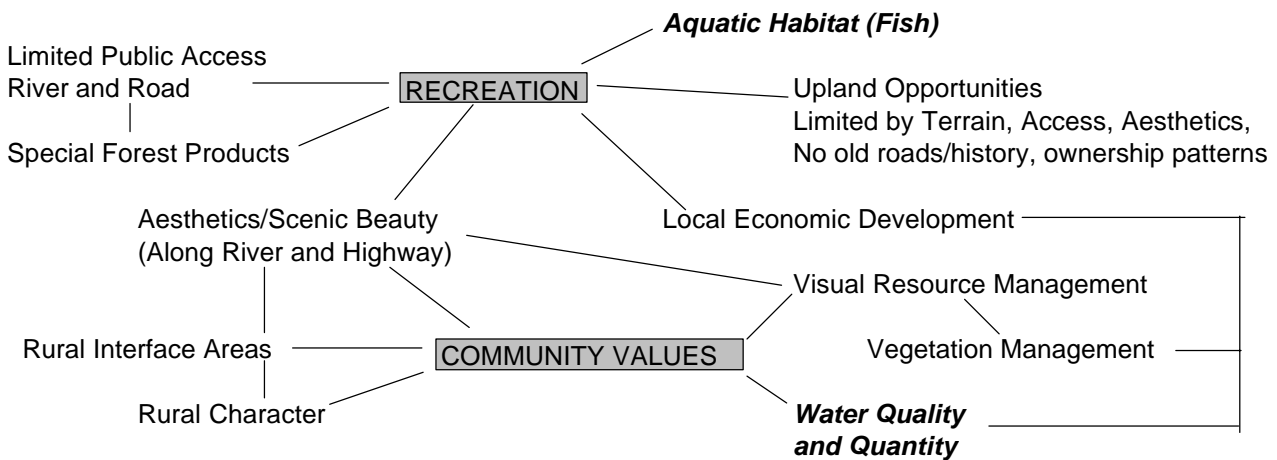 Aquatic Habitat (Fish)
Limited Public Access
River and Road
RECREATION
Upland Opportunities
Limited by Terrain, Access, Aesthetics,
No old roads/history, ownership patterns
Special Forest Products
Aesthetics/Scenic Beauty
(Along River and Highway)
Local Economic Development
Visual Resource Management
Rural Interface Areas
COMMUNITY VALUES
Vegetation Management
Rural Character
Water Quality
and Quantity